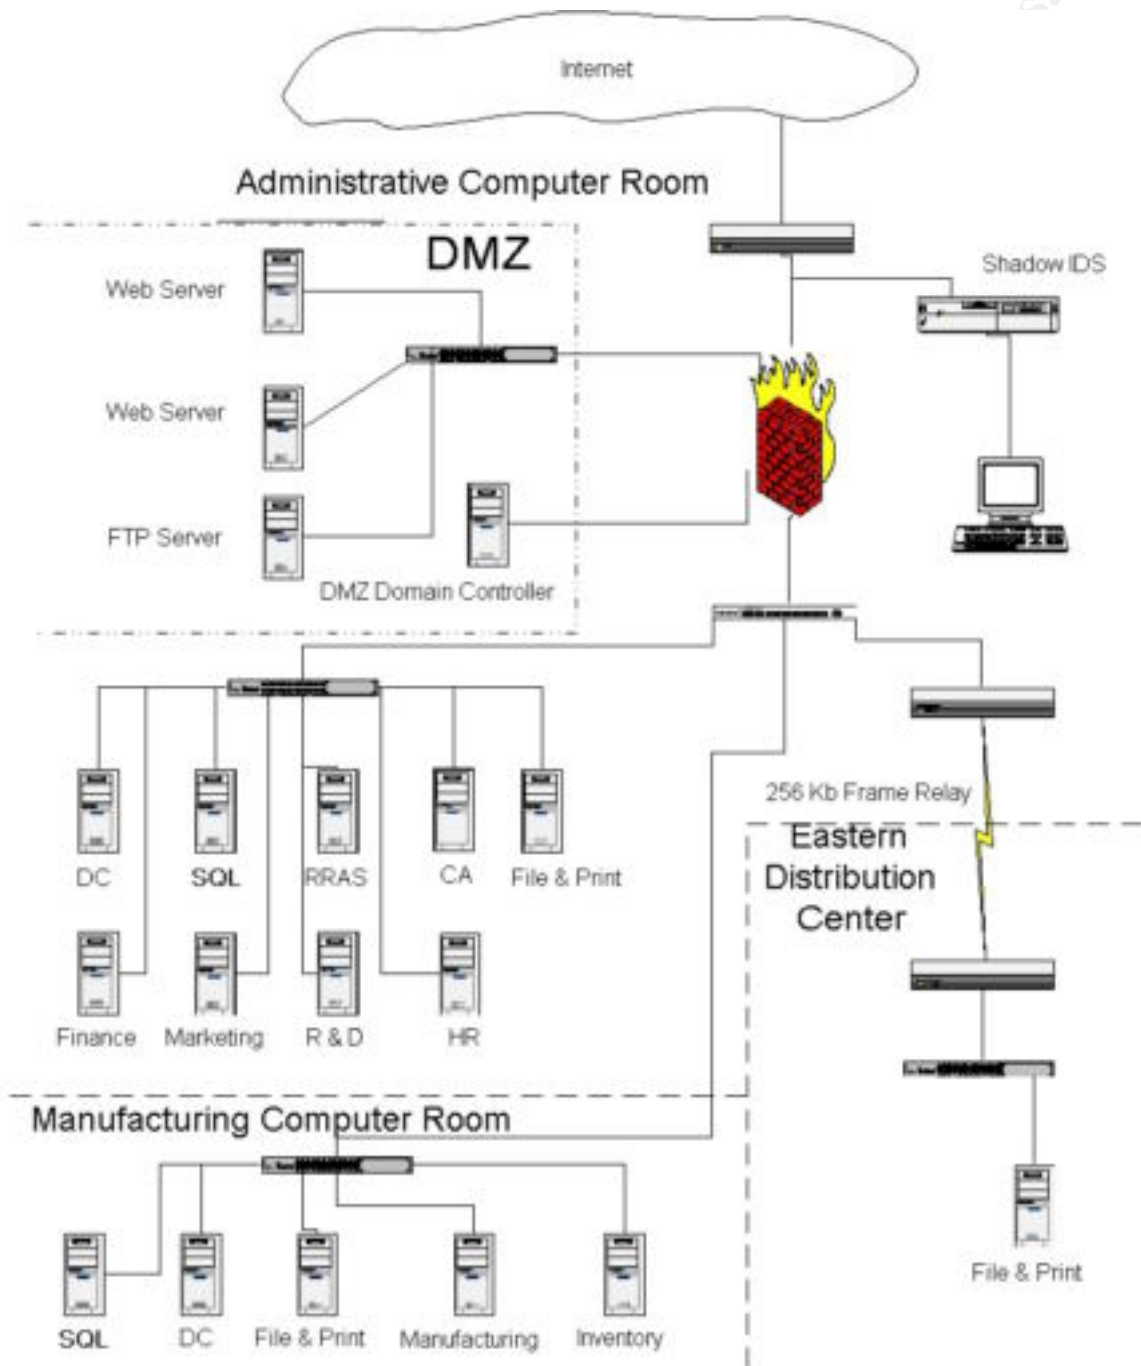 Internet
Administrative Computer Room
DMZ
Shadow IDS
Web Server
Web Server
FTP Server
DMZ Domain Controller
256 Kb Frame Relay
Eastern
Distribution
Center
DC
SQL
RRAS
CA
File & Print
Finance
Marketing
R & D
HR
Manufacturing Computer Room
File & Print
SQL
DC
File & Print
Manufacturing
Inventory